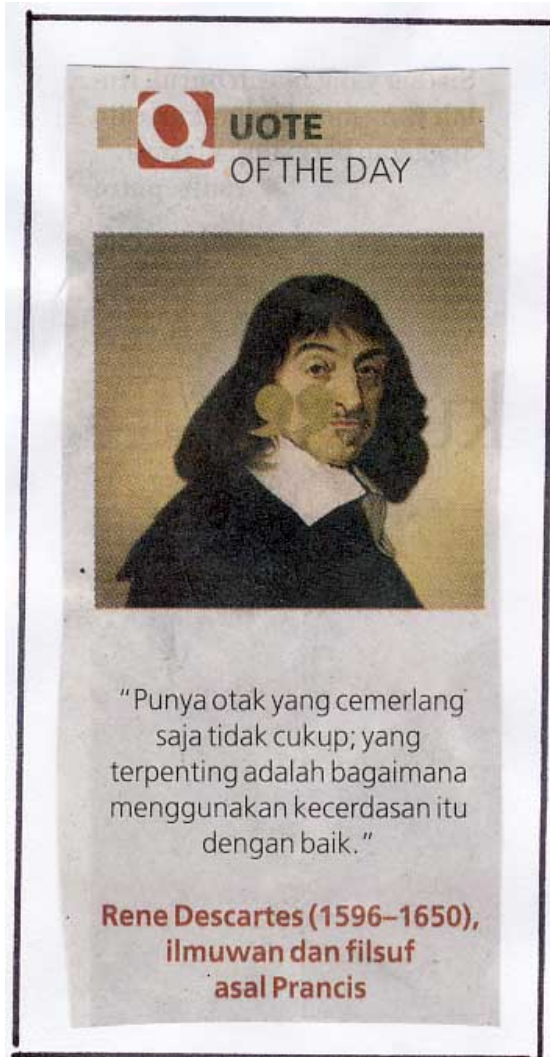 QUOTE
OF THE DAY
“Punya otak yang cemerlang
saja tidak cukup; yang
terpenting adalah bagaimana
menggunakan kecerdasan itu
dengan baik.”
Rene Descartes (1596–1650),
ilmuwan dan filsuf
asal Prancis